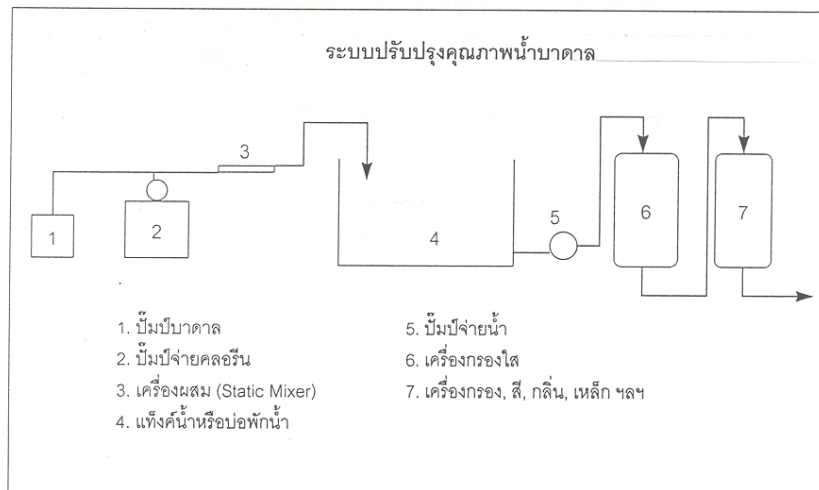 ระบบปรับปรุงคุณภาพน้ำบาดาล
3
5
1
2
4
6
7
1. ปั๊มป์บาดาล
2. ปั๊มป์จ่ายคลอรีน
3. เครื่องผสม (Static Mixer)
4. แท็งค์น้ำหรือบ่อพักน้ำ
5. ปั๊มป์จ่ายน้ำ
6. เครื่องกรองใส
7. เครื่องกรอง, สี, กลิ่น, เหล็ก ฯลฯ